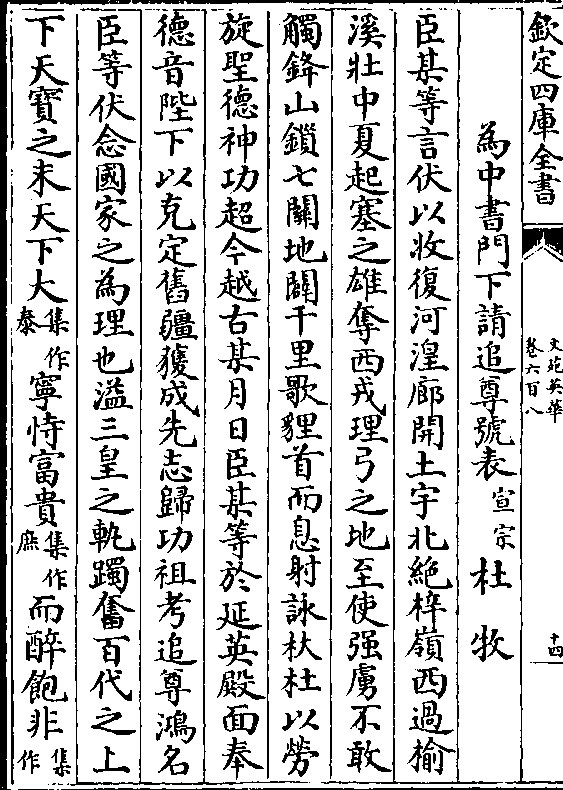 欽定四庫全書
文苑英華
卷六百八
十四
為中書門下請追尊號表 宣宗 杜牧
臣某等言伏以收復河湟廊開土宇北絶梓嶺西過榆
溪壯中夏起塞之雄奪西戎理弓之地至使强虜不敢
觸鋒山鎖七關地闢千里歌貍首而息射詠杕杜以勞
旋聖德神功超今越古某月日臣某等於延英殿面奉
德音陛下以克定舊疆獲成先志歸功祖考追尊鴻名
臣等伏念國家之為理也溢三皇之軌躅奮百代之上
下天寶之末天下大集作泰寧恃富貴集作庶而醉飽非集作